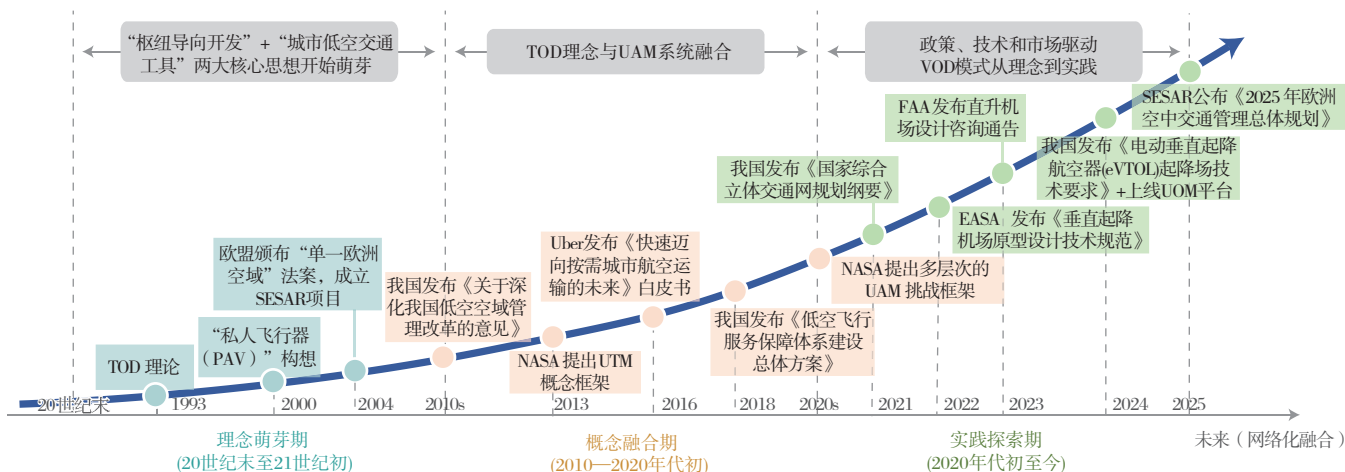 “枢纽导向开发”+“城市低空交通
工具”两大核心思想开始萌芽
TOD理念与UAM系统融合
政策、技术和市场驱动
VOD模式从理念到实践
TOD 理论
“私人飞行器
（PAV）”构想
欧盟颁布“单一欧洲
空域”法案，成立
SESAR项目
我国发布《关于深
化我国低空空域管
理改革的意见》
NASA 提出UTM
概念框架
Uber发布《快速迈
向按需城市航空运
输的未来》白皮书
我国发布《低空飞行
服务保障体系建设
总体方案》
NASA提出多层次的
UAM 挑战框架
我国发布《国家综合
立体交通网规划纲要》
EASA 发布《垂直起降
机场原型设计技术规范》
FAA发布直升机
场设计咨询通告
我国发布《电动垂直起降
航空器(eVTOL)起降场技
术要求》+上线UOM平台
SESAR公布《2025 年欧洲
空中交通管理总体规划》
20世纪末
1993
2000
2004
2010s
2013
2016
2018
2020s
2021
2022
2023
2024
2025
理念萌芽期
(20世纪末至21世纪初)
概念融合期
(2010—2020年代初)
实践探索期
(2020年代初至今)
未来（网络化融合）